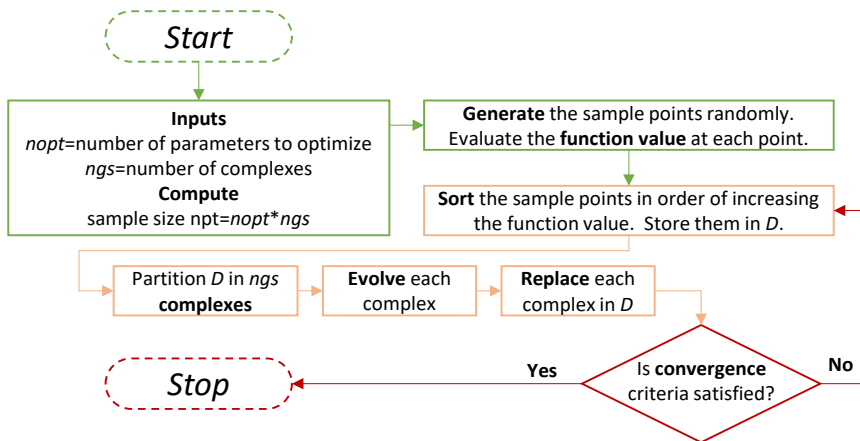 Start
Inputs
nopt=number of parameters to optimize
ngs=number of complexes
Compute
sample size npt=nopt*ngs
Generate the sample points randomly.
Evaluate the function value at each point.
Sort the sample points in order of increasing
the function value. Store them in D.
Partition D in ngs
complexes
Evolve each
complex
Replace each
complex in D
Is convergence
criteria satisfied?
Yes
No
Stop